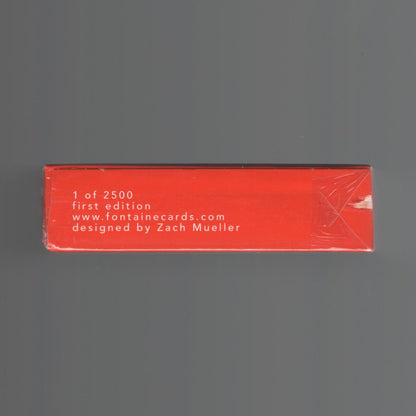 1 of 2500
first edition
www.fontainecards.com
designed by Zach Mueller